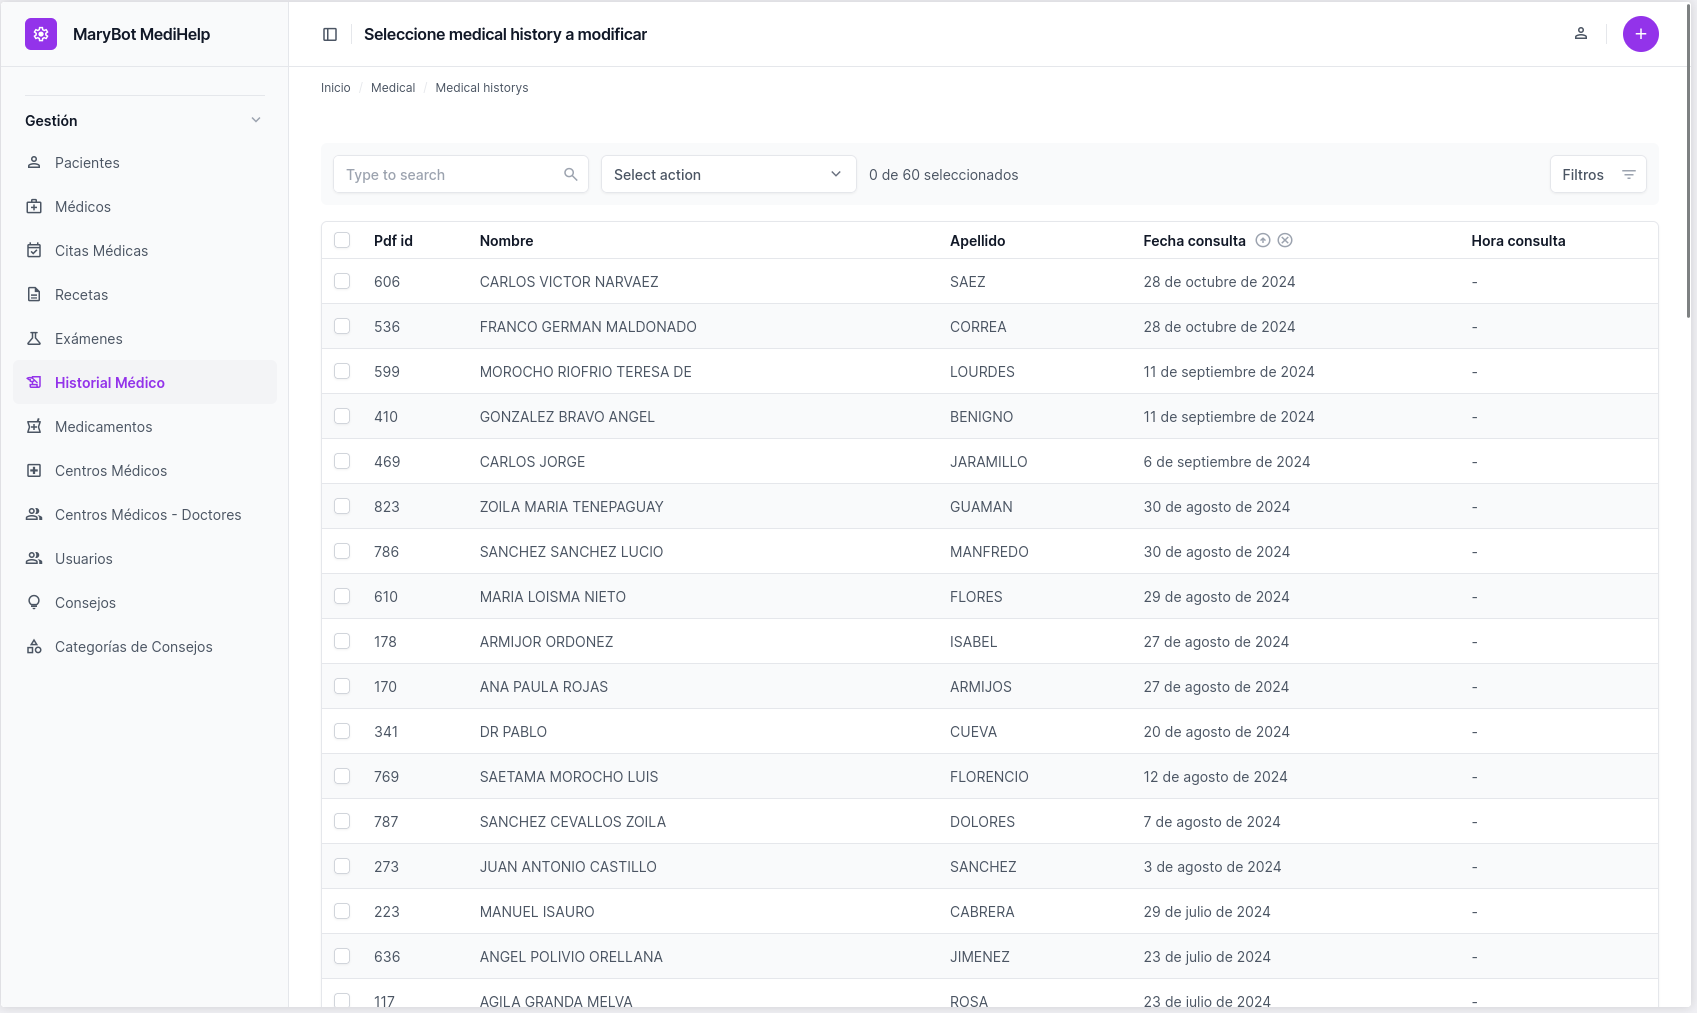 MaryBot MediHelp
Seleccione medical history a modificar
Inicio / Medical / Medical historys
Gestión
Pacientes
Médicos
Citas Médicas
Recetas
Exámenes
Historial Médico
Medicamentos
Centros Médicos
Centros Médicos - Doctores
Usuarios
Consejos
Categorías de Consejos
Type to search
Select action
0 de 60 seleccionados
Filtros
Pdf id Nombre Apellido Fecha consulta Hora consulta
606 CARLOS VICTOR NARVAEZ SAEZ 28 de octubre de 2024 -
536 FRANCO GERMAN MALDONADO CORREA 28 de octubre de 2024 -
599 MOROCHO RIOFRIO TERESA DE LOURDES 11 de septiembre de 2024 -
410 GONZALEZ BRAVO ANGEL BENIGNO 11 de septiembre de 2024 -
469 CARLOS JORGE JARAMILLO 6 de septiembre de 2024 -
823 ZOILA MARIA TENEPAGUAY GUAMAN 30 de agosto de 2024 -
786 SANCHEZ SANCHEZ LUCIO MANFREDO 30 de agosto de 2024 -
610 MARIA LOISMA NIETO FLORES 29 de agosto de 2024 -
178 ARMIJOR ORDONEZ ISABEL 27 de agosto de 2024 -
170 ANA PAULA ROJAS ARMIJOS 27 de agosto de 2024 -
341 DR PABLO CUEVA 20 de agosto de 2024 -
769 SAETAMA MOROCHO LUIS FLORENCIO 12 de agosto de 2024 -
787 SANCHEZ CEVALLOS ZOILA DOLORES 7 de agosto de 2024 -
273 JUAN ANTONIO CASTILLO SANCHEZ 3 de agosto de 2024 -
223 MANUEL ISAURO CABRERA 29 de julio de 2024 -
636 ANGEL POLIVIO ORELLANA JIMENEZ 23 de julio de 2024 -
117 AGILA GRANDA MELVA ROSA 23 de julio de 2024 -